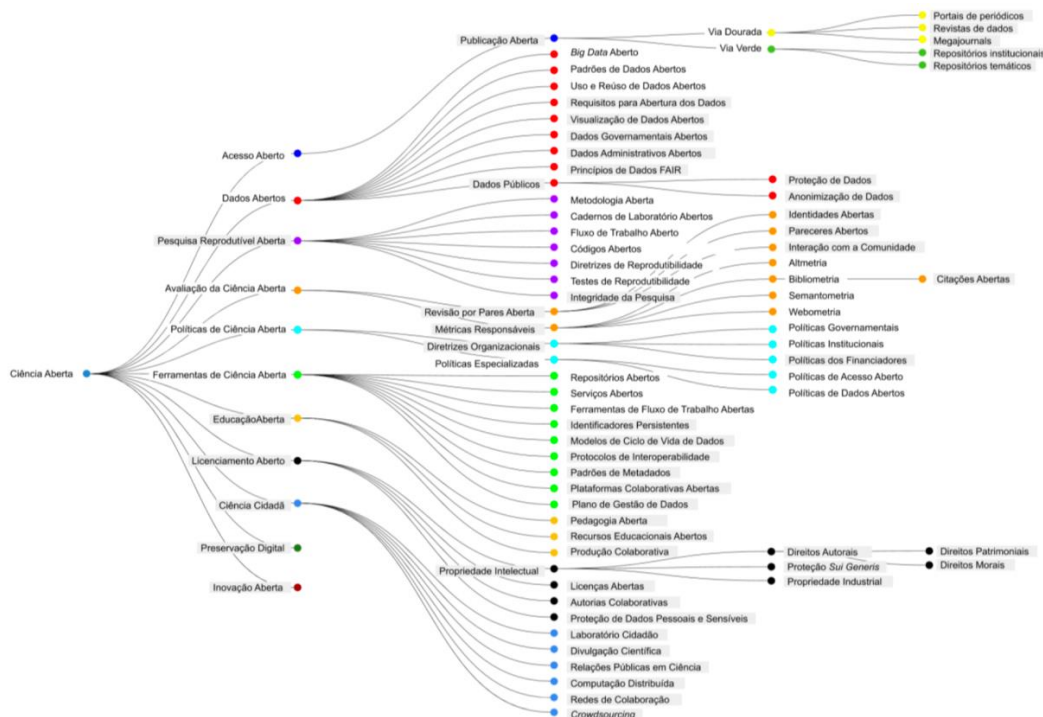 Ciência Aberta
Acesso Aberto
Dados Abertos
Pesquisa Reprodutível Aberta
Avaliação da Ciência Aberta
Políticas de Ciência Aberta
Ferramentas de Ciência Aberta
EducaçãoAberta
Licenciamento Aberto
Ciência Cidadã
Preservação Digital
Inovação Aberta
Publicação Aberta
Big Data Aberto
Padrões de Dados Abertos
Uso e Reúso de Dados Abertos
Requisitos para Abertura dos Dados
Visualização de Dados Abertos
Dados Governamentais Abertos
Dados Administrativos Abertos
Princípios de Dados FAIR
Dados Públicos
Metodologia Aberta
Cadernos de Laboratório Abertos
Fluxo de Trabalho Aberto
Códigos Abertos
Diretrizes de Reprodutibilidade
Testes de Reprodutibilidade
Integridade da Pesquisa
Revisão por Pares Aberta
Métricas Responsáveis
Diretrizes Organizacionais
Políticas Especializadas
Repositórios Abertos
Serviços Abertos
Ferramentas de Fluxo de Trabalho Abertas
Identificadores Persistentes
Modelos de Ciclo de Vida de Dados
Protocolos de Interoperabilidade
Padrões de Metadados
Plataformas Colaborativas Abertas
Plano de Gestão de Dados
Pedagogia Aberta
Recursos Educacionais Abertos
Produção Colaborativa
Propriedade Intelectual
Licenças Abertas
Autorias Colaborativas
Proteção de Dados Pessoais e Sensíveis
Laboratório Cidadão
Divulgação Científica
Relações Públicas em Ciência
Computação Distribuída
Redes de Colaboração
Crowdsourcing
Via Dourada
Via Verde
Proteção de Dados
Anonimização de Dados
Identidades Abertas
Pareceres Abertos
Interação com a Comunidade
Altmetria
Bibliometria
Semantometria
Webometria
Políticas Governamentais
Políticas Institucionais
Políticas dos Financiadores
Políticas de Acesso Aberto
Políticas de Dados Abertos
Direitos Autorais
Proteção Sui Generis
Propriedade Industrial
Portais de periódicos
Revistas de dados
Megajournals
Repositórios institucionais
Repositórios temáticos
Citações Abertas
Direitos Patrimoniais
Direitos Morais